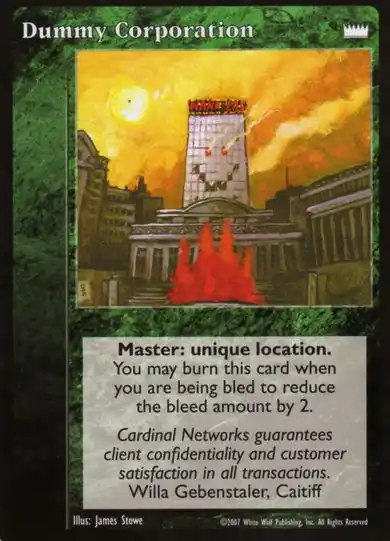 Dummy Corporation
Master: unique location.
You may burn this card when
you are being bled to reduce
the bleed amount by 2.
Cardinal Networks guarantees
client confidentiality and customer
satisfaction in all transactions.
Willa Gebenstaler, Caitiff
Illus: James Stowe
©2007 White Wolf Publishing, Inc. All Rights Reserved